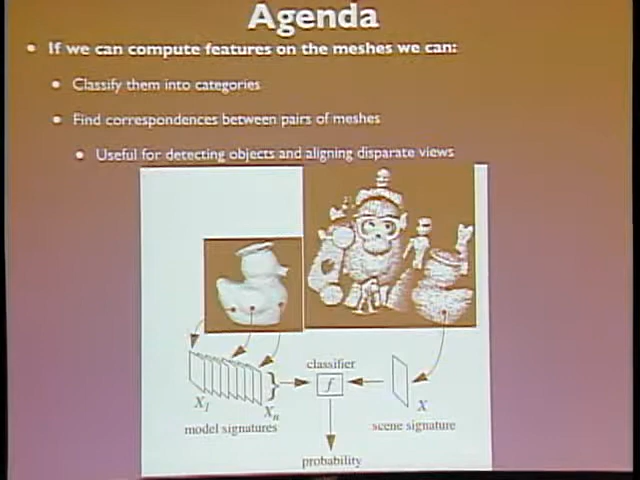 Agenda
• If we can compute features on the meshes we can:
• Classify them into categories
• Find correspondences between pairs of meshes
• Useful for detecting objects and aligning disparate views
classifier
f
X1
Xn
X
model signatures
scene signature
probability